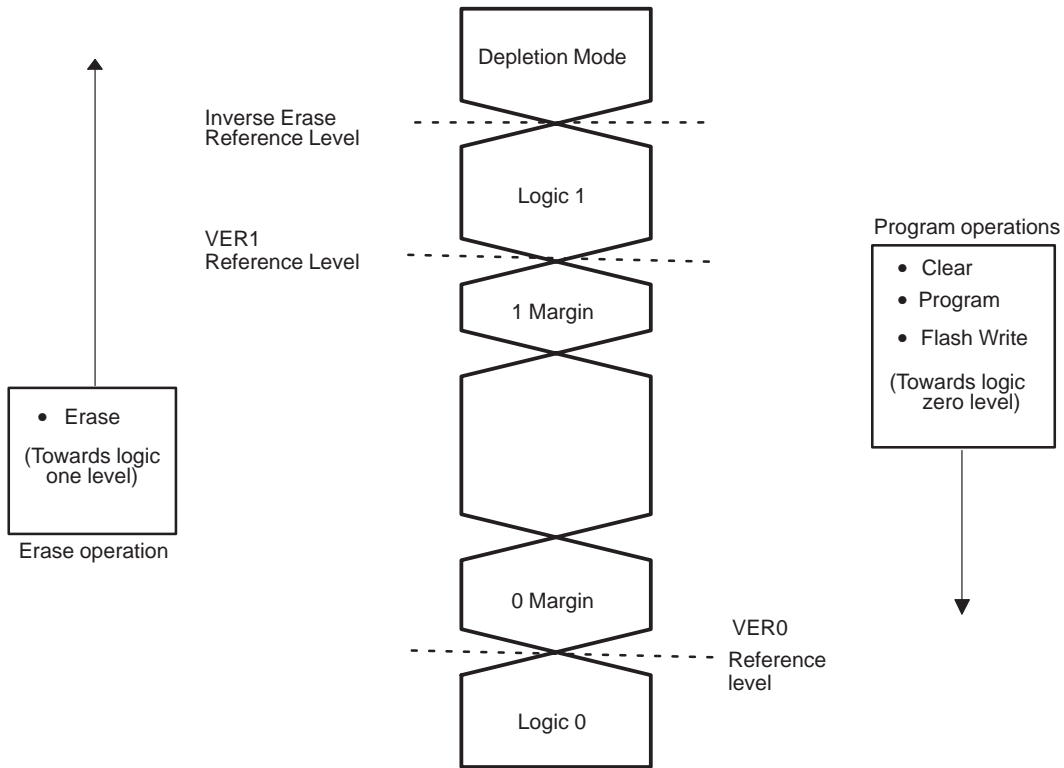 Depletion Mode
Inverse Erase
Reference Level
Logic 1
VER1
Reference Level
1 Margin
Program operations
• Clear
• Program
• Flash Write
(Towards logic
zero level)
• Erase
(Towards logic
one level)
Erase operation
0 Margin
VER0
Reference
level
Logic 0